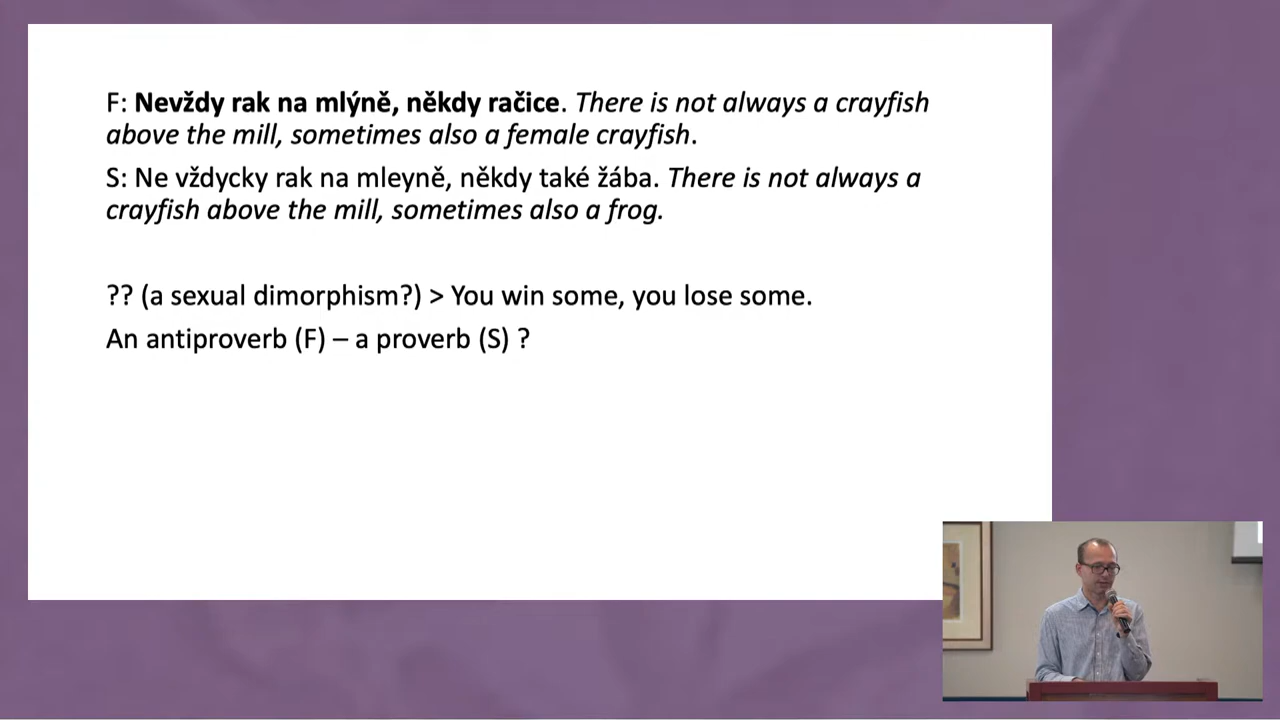 F: Nevždy rak na mlýně, někdy račice. There is not always a crayfish
above the mill, sometimes also a female crayfish.
S: Ne vždycky rak na mleyně, někdy také žába. There is not always a
crayfish above the mill, sometimes also a frog.
?? (a sexual dimorphism?) > You win some, you lose some.
An antiproverb (F) – a proverb (S) ?